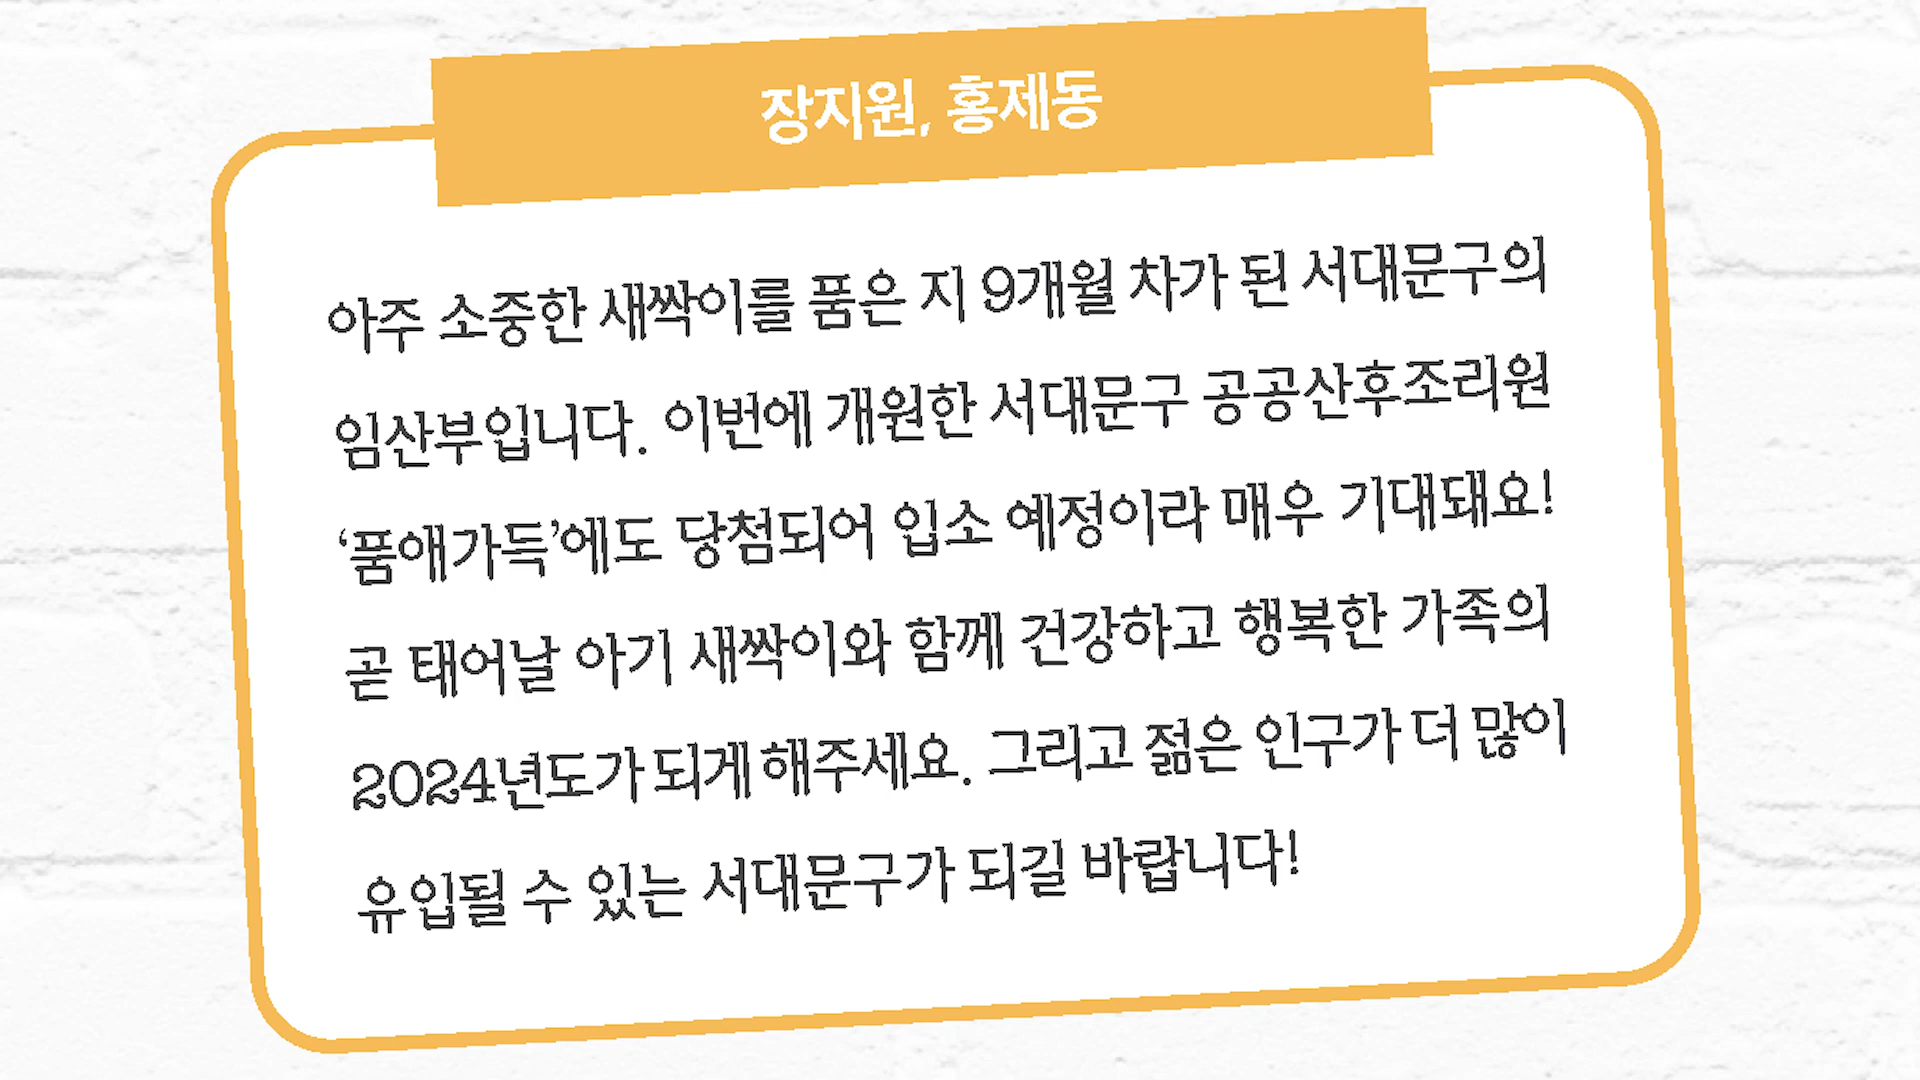 장지원, 홍제동
아주 소중한 새싹이를 품은 지 9개월 차가 된 서대문구의
임산부입니다. 이번에 개원한 서대문구 공공산후조리원
‘품애가득’에도 당첨되어 입소 예정이라 매우 기대돼요!
곧 태어날 아기 새싹이와 함께 건강하고 행복한 가족의
2024년도가 되게 해주세요. 그리고 젊은 인구가 더 많이
유입될 수 있는 서대문구가 되길 바랍니다!